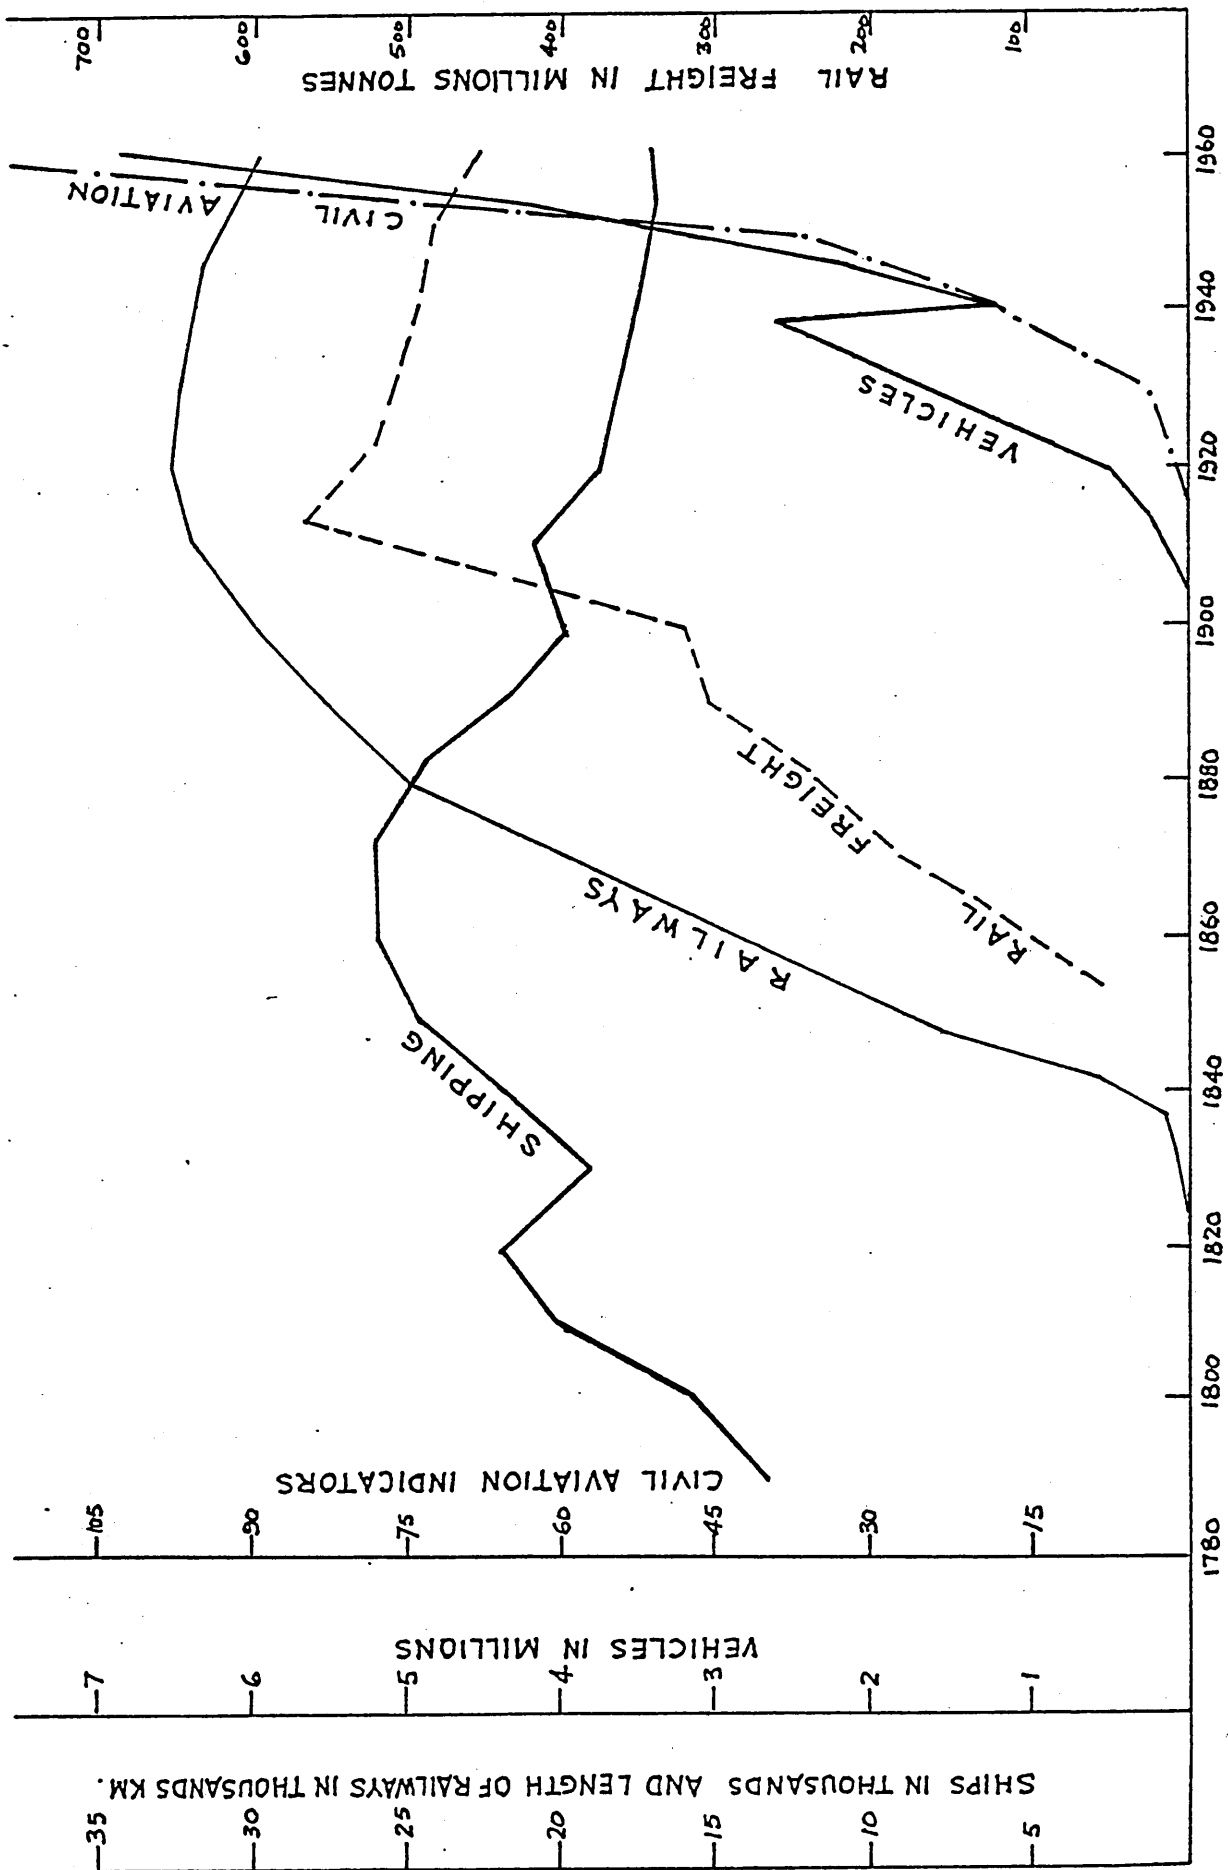 SHIPS IN THOUSANDS AND LENGTH OF RAILWAYS IN THOUSANDS KM.
35
30
25
20
15
10
5
VEHICLES IN MILLIONS
7
6
5
4
3
2
1
CIVIL AVIATION INDICATORS
105
90
75
60
45
30
15
SHIPPING
RAILWAYS
RAIL FREIGHT
VEHICLES
CIVIL AVIATION
RAIL FREIGHT IN MILLIONS TONNES
700
600
500
400
300
200
100
1780 1800 1820 1840 1860 1880 1900 1920 1940 1960